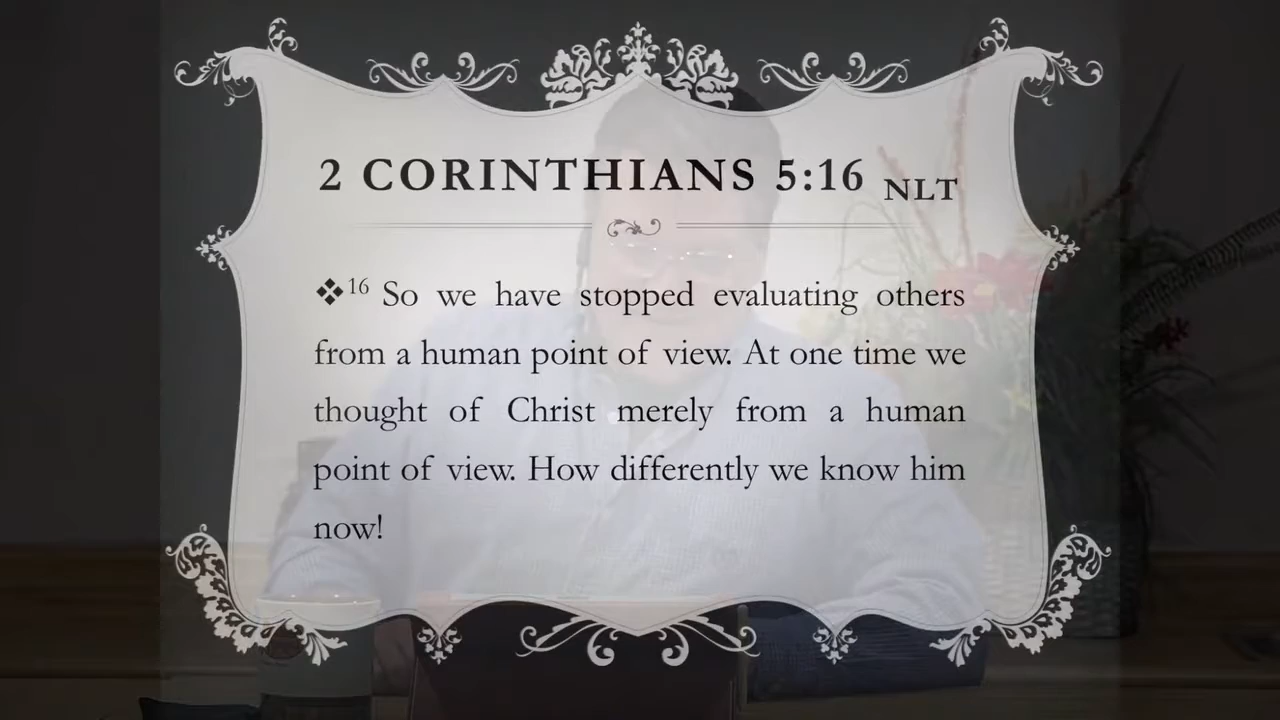 2 CORINTHIANS 5:16 NLT
❖16 So we have stopped evaluating others
from a human point of view. At one time we
thought of Christ merely from a human
point of view. How differently we know him
now!